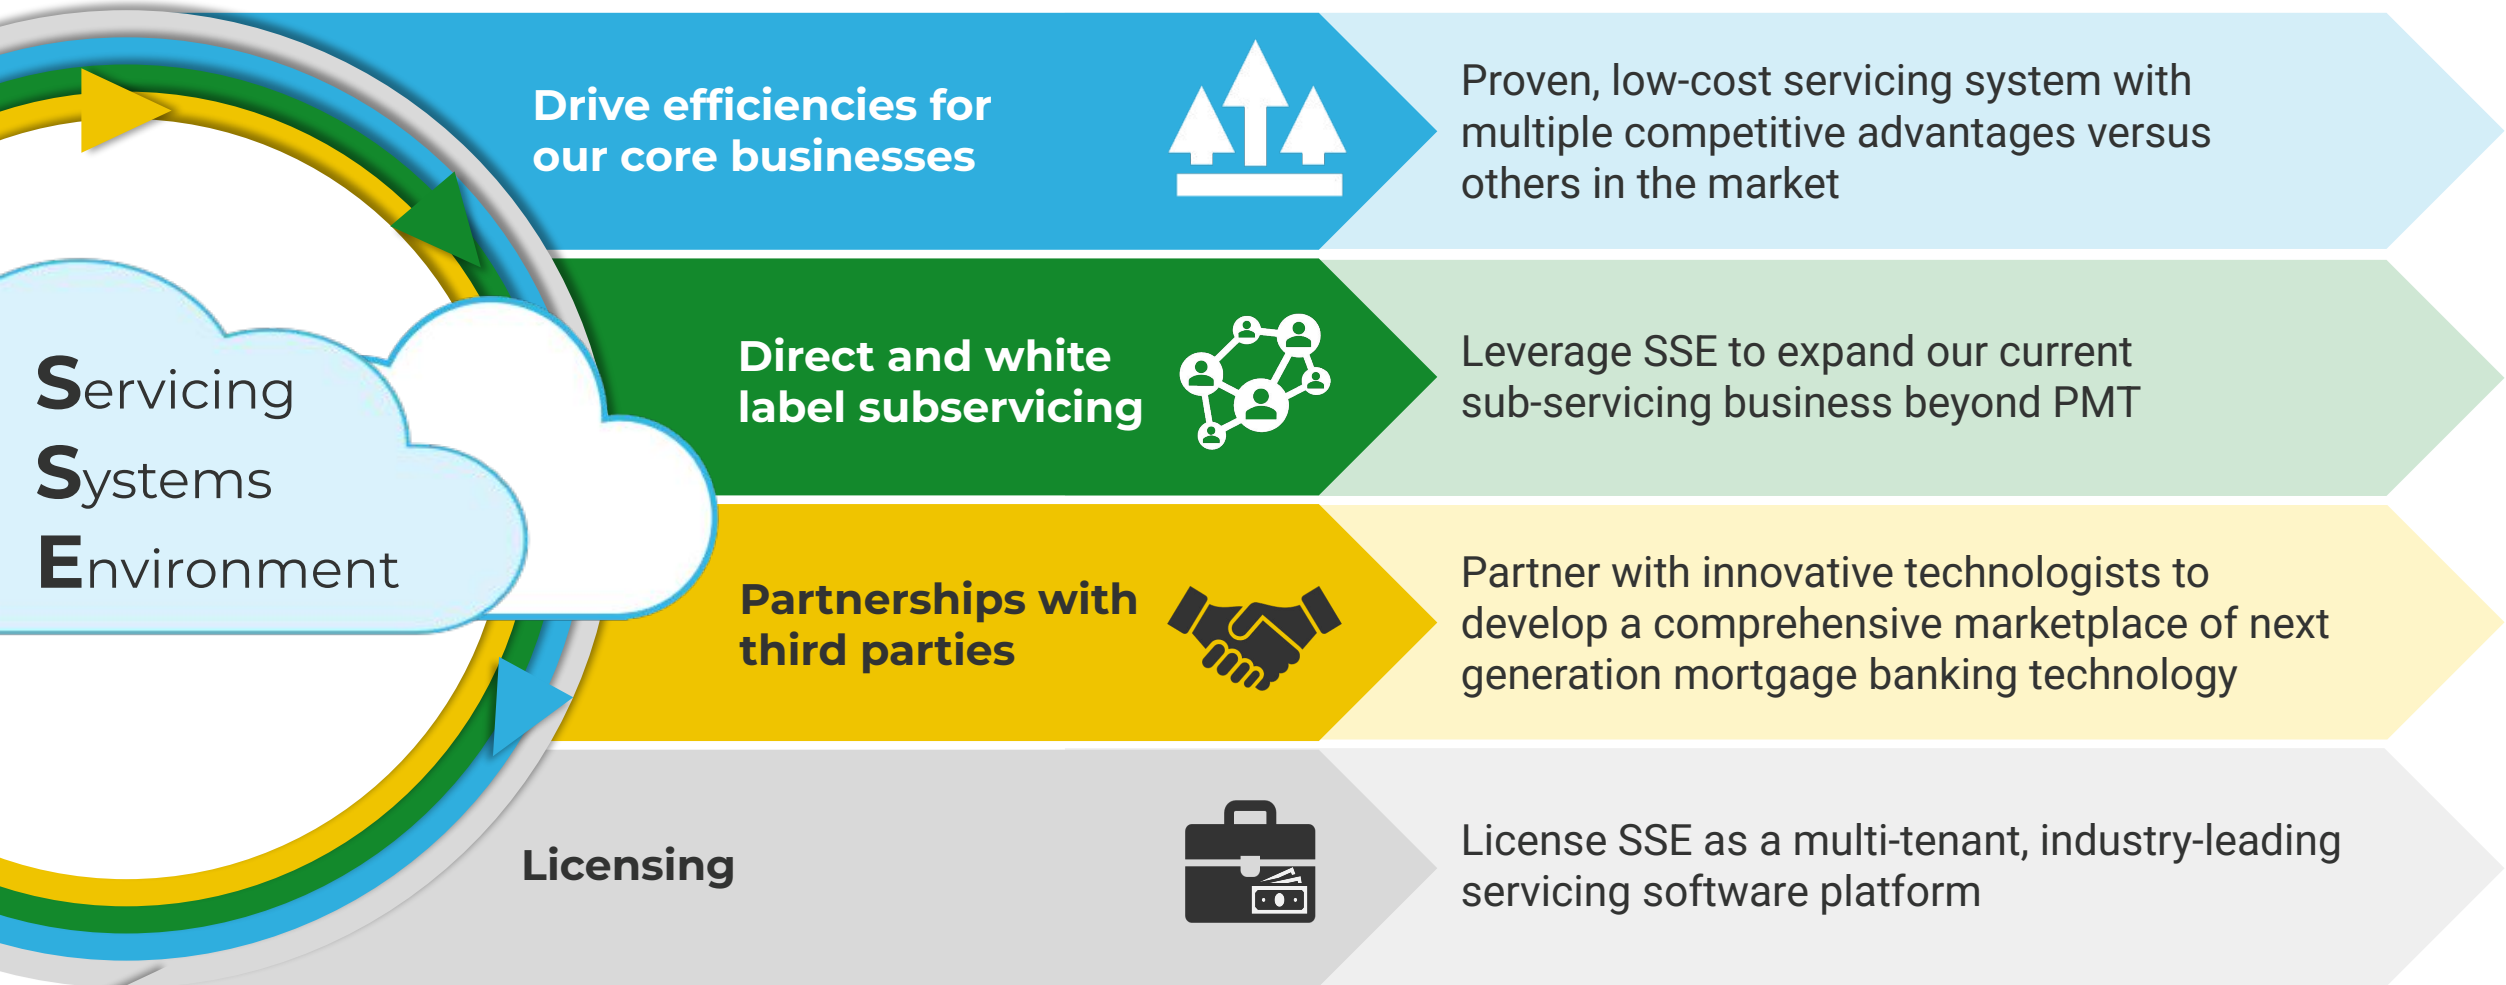 Servicing
Systems
Environment
Drive efficiencies for
our core businesses
Proven, low-cost servicing system with
multiple competitive advantages versus
others in the market
Direct and white
label subservicing
Leverage SSE to expand our current
sub-servicing business beyond PMT
Partnerships with
third parties
Partner with innovative technologists to
develop a comprehensive marketplace of next
generation mortgage banking technology
Licensing
License SSE as a multi-tenant, industry-leading
servicing software platform